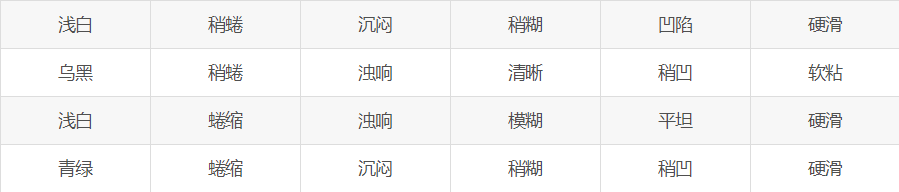 浅白 稍蜷 沉闷 稍糊 凹陷 硬滑
乌黑 稍蜷 浊响 清晰 稍凹 软粘
浅白 蜷缩 浊响 模糊 平坦 硬滑
青绿 蜷缩 沉闷 稍糊 稍凹 硬滑